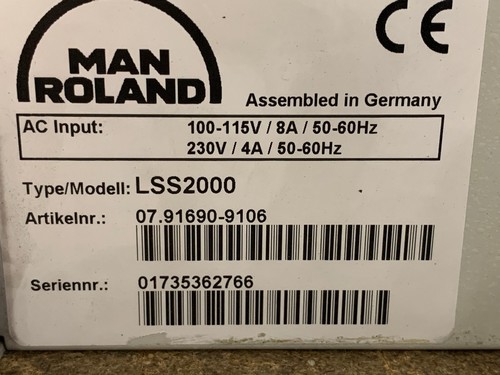 MAN
ROLAND
CE
Assembled in Germany
AC Input: 100-115V / 8A / 50-60Hz
230V / 4A / 50-60Hz
Type/Modell: LSS2000
Artikelnr.: 07.91690-9106
Seriennr.: 01735362766